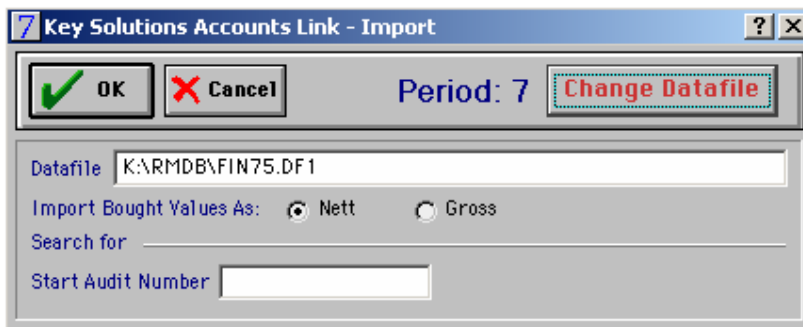 7 Key Solutions Accounts Link - Import ? X
OK Cancel Period: 7 Change Datafile
Datafile K:\RMDB\FIN75.DF1
Import Bought Values As: Nett Gross
Search for
Start Audit Number